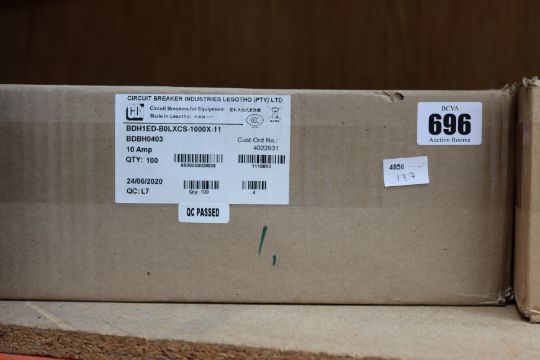 CIRCUIT BREAKER INDUSTRIES LESOTHO (PTY) LTD
Circuit Breakers for Equipment:
Made in Lesotho:
BDH1ED-B0LXCS-1000X-11
BDBH0403
10 Amp
QTY: 100
Cust Ord No.:
4022931
24/06/2020
QC: L7
Qty: 100
4
QC PASSED
BCVA
696
Auction Rooms
4856
177